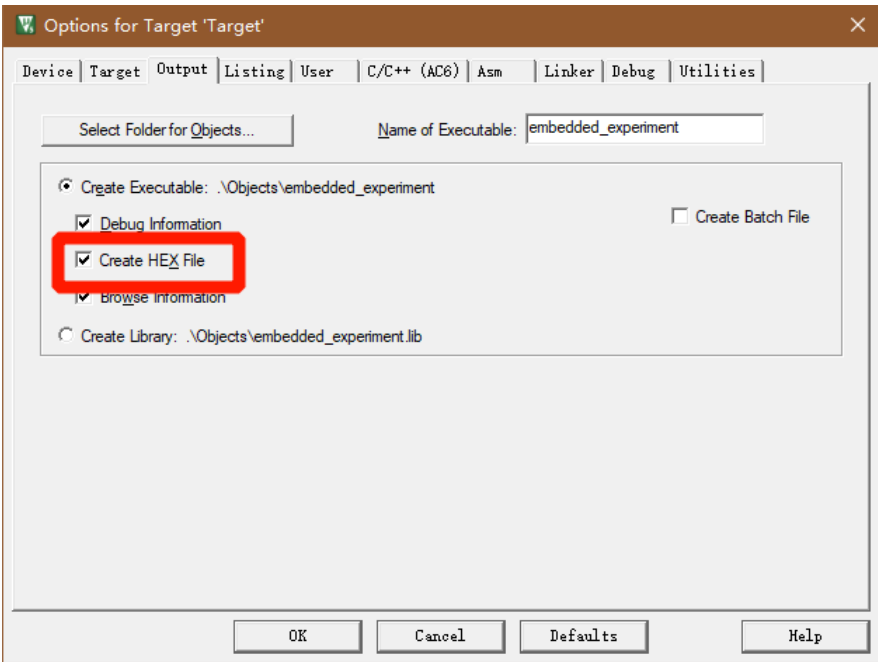 Options for Target 'Target'
Device Target Output Listing User C/C++ (AC6) Asm Linker Debug Utilities
Select Folder for Objects... Name of Executable: embedded_experiment
Create Executable: .\Objects\embedded_experiment
Debug Information Create Batch File
Create HEX File
Browse Information
Create Library: .\Objects\embedded_experiment.lib
OK Cancel Defaults Help